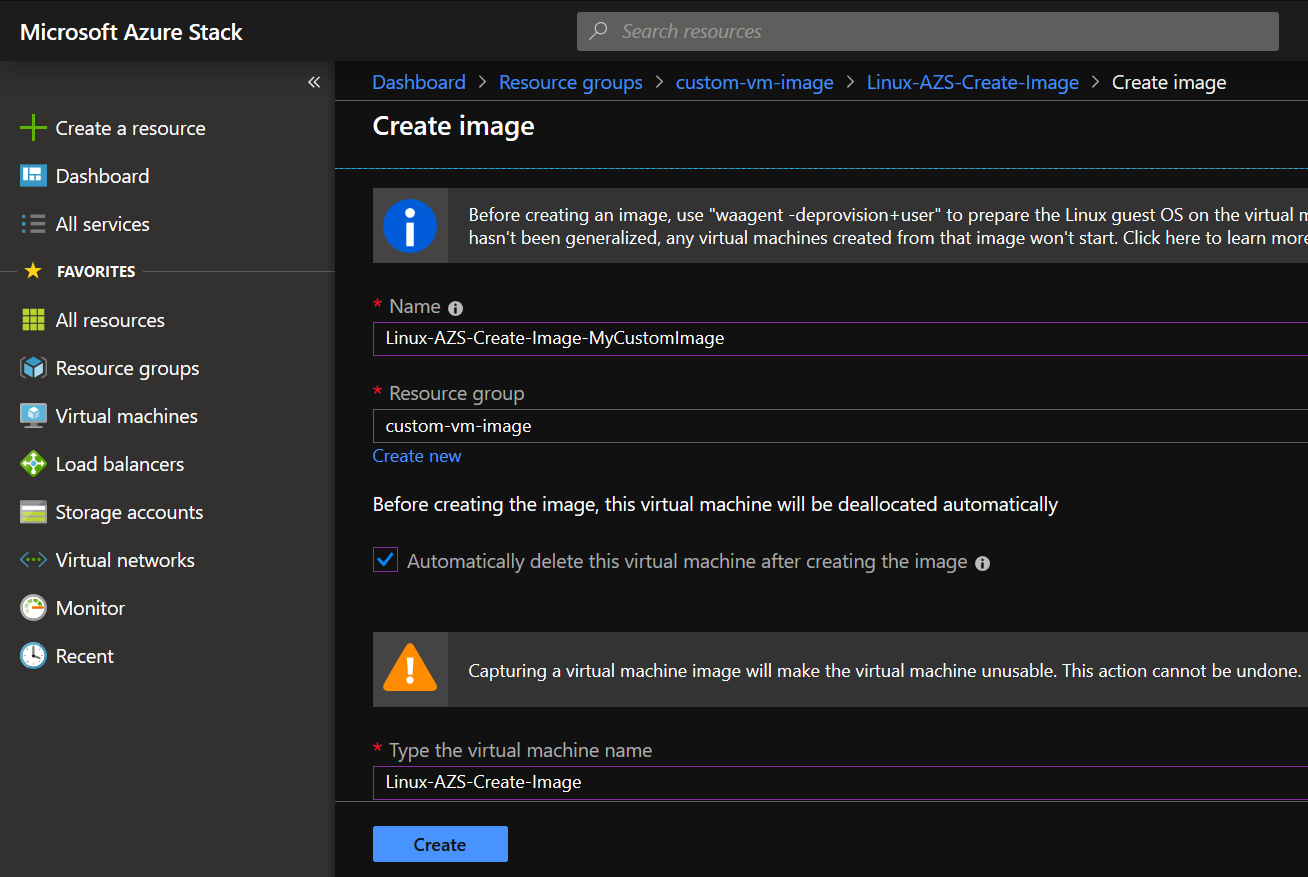 Microsoft Azure Stack
Search resources
Create a resource
Dashboard
All services
FAVORITES
All resources
Resource groups
Virtual machines
Load balancers
Storage accounts
Virtual networks
Monitor
Recent
Dashboard > Resource groups > custom-vm-image > Linux-AZS-Create-Image > Create image
Create image
Before creating an image, use "waagent -deprovision+user" to prepare the Linux guest OS on the virtual
hasn't been generalized, any virtual machines created from that image won't start. Click here to learn more
* Name
Linux-AZS-Create-Image-MyCustomImage
* Resource group
custom-vm-image
Create new
Before creating the image, this virtual machine will be deallocated automatically
Automatically delete this virtual machine after creating the image
Capturing a virtual machine image will make the virtual machine unusable. This action cannot be undone.
* Type the virtual machine name
Linux-AZS-Create-Image
Create